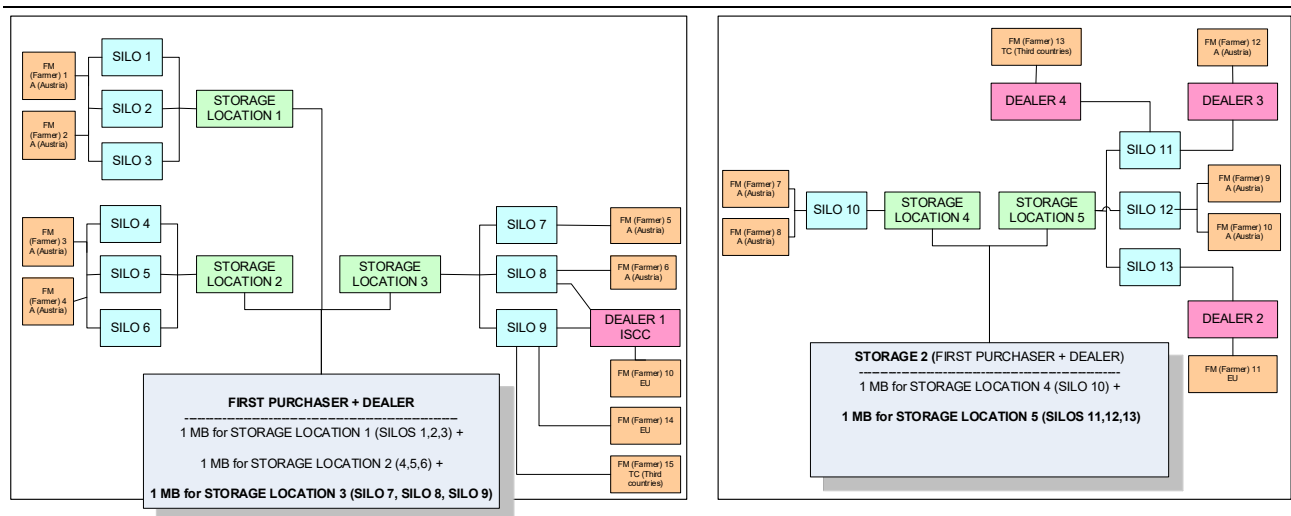 FM
(Farmer) 1
A (Austria)
FM
(Farmer) 2
A (Austria)
SILO 1
SILO 2
SILO 3
STORAGE
LOCATION 1
FM
(Farmer) 3
A (Austria)
FM
(Farmer) 4
A (Austria)
SILO 4
SILO 5
SILO 6
STORAGE
LOCATION 2
STORAGE
LOCATION 3
SILO 7
SILO 8
SILO 9
FM (Farmer) 5
A (Austria)
FM (Farmer) 6
A (Austria)
DEALER 1
ISCC
FM (Farmer) 10
EU
FM (Farmer) 14
EU
FM (Farmer) 15
TC (Third
countries)
FIRST PURCHASER + DEALER
------------------------------------------------------------
1 MB for STORAGE LOCATION 1 (SILOS 1,2,3) +
1 MB for STORAGE LOCATION 2 (4,5,6) +
1 MB for STORAGE LOCATION 3 (SILO 7, SILO 8, SILO 9)
FM (Farmer) 13
TC (Third countries)
FM (Farmer) 12
A (Austria)
DEALER 4
DEALER 3
SILO 11
FM (Farmer) 7
A (Austria)
FM (Farmer) 8
A (Austria)
SILO 10
STORAGE
LOCATION 4
STORAGE
LOCATION 5
SILO 12
FM (Farmer) 9
A (Austria)
FM (Farmer) 10
A (Austria)
SILO 13
DEALER 2
FM (Farmer) 11
EU
STORAGE 2 (FIRST PURCHASER + DEALER)
------------------------------------------------------------
1 MB for STORAGE LOCATION 4 (SILO 10) +
1 MB for STORAGE LOCATION 5 (SILOS 11,12,13)